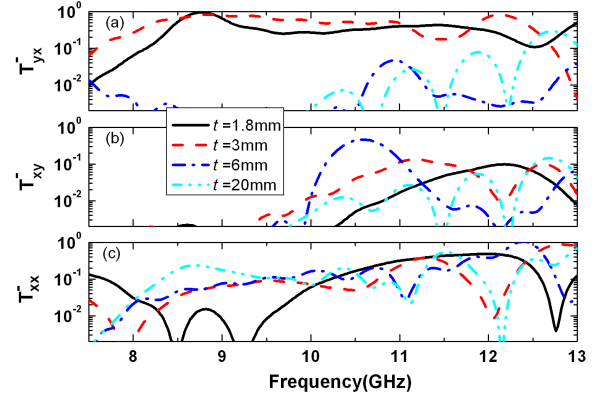 (a)
10⁰
10⁻¹
10⁻²
T⁻yx
t =1.8mm
t =3mm
t =6mm
t =20mm
(b)
10⁰
10⁻¹
10⁻²
T⁻xy
(c)
10⁰
10⁻¹
10⁻²
T⁻xx
8 9 10 11 12 13
Frequency(GHz)